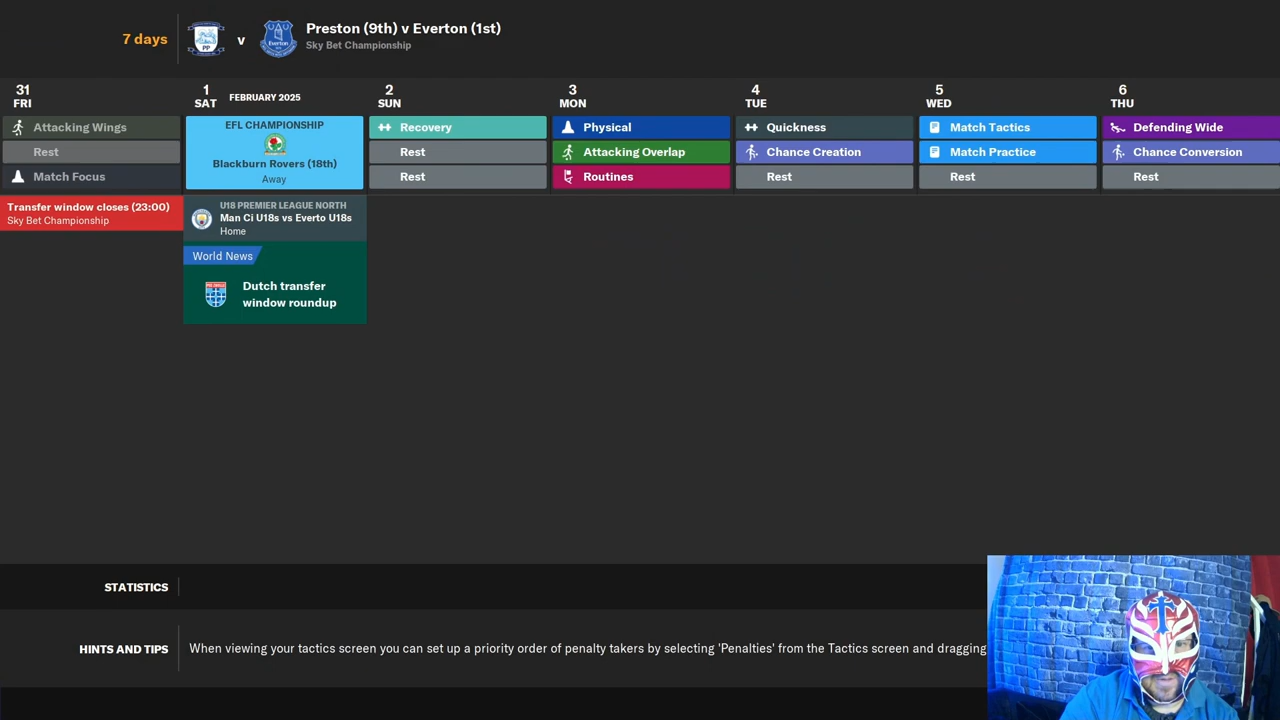 7 days
v
Preston (9th) v Everton (1st)
Sky Bet Championship
31
FRI
1
SAT
FEBRUARY 2025
2
SUN
3
MON
4
TUE
5
WED
6
THU
Attacking Wings
Rest
Match Focus
EFL CHAMPIONSHIP
Blackburn Rovers (18th)
Away
Recovery
Rest
Rest
Physical
Attacking Overlap
Routines
Quickness
Chance Creation
Rest
Match Tactics
Match Practice
Rest
Defending Wide
Chance Conversion
Rest
Transfer window closes (23:00)
Sky Bet Championship
U18 PREMIER LEAGUE NORTH
Man Ci U18s vs Everto U18s
Home
World News
Dutch transfer
window roundup
STATISTICS
HINTS AND TIPS
When viewing your tactics screen you can set up a priority order of penalty takers by selecting 'Penalties' from the Tactics screen and dragging